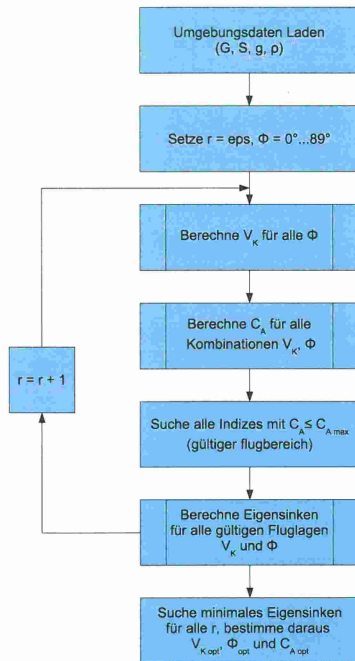 Umgebungsdaten Laden
(G, S, g, ρ)
Setze r = eps, Φ = 0°...89°
Berechne V_K für alle Φ
Berechne C_A für alle
Kombinationen V_K, Φ
r = r + 1
Suche alle Indizes mit C_A ≤ C_A max
(gültiger flugbereich)
Berechne Eigensinken
für alle gültigen Fluglagen
V_K und Φ
Suche minimales Eigensinken
für alle r, bestimme daraus
V_K opt, Φ_opt und C_A opt